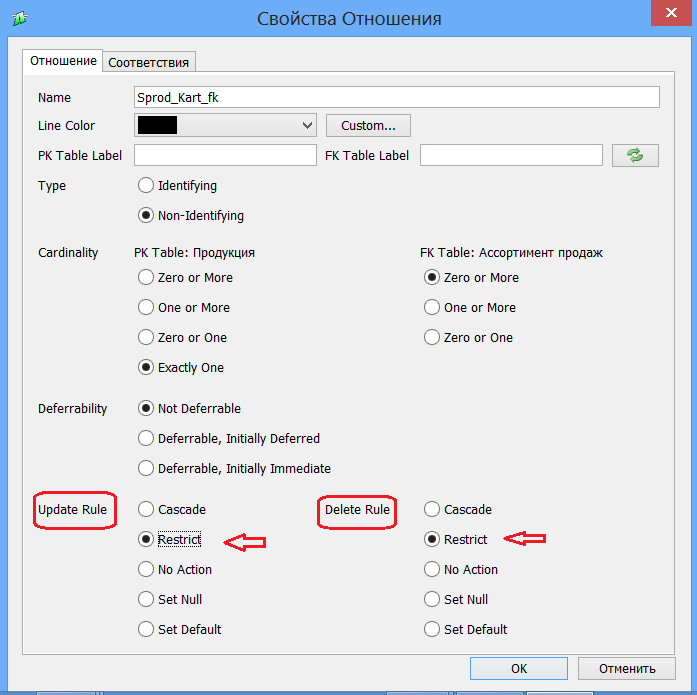 Свойства Отношения
Отношение Соответствия
Name Sprod_Kart_fk
Line Color Custom...
PK Table Label FK Table Label
Type Identifying
Non-Identifying
Cardinality PK Table: Продукция FK Table: Ассортимент продаж
Zero or More Zero or More
One or More One or More
Zero or One Zero or One
Exactly One
Deferrability Not Deferrable
Deferrable, Initially Deferred
Deferrable, Initially Immediate
Update Rule Cascade Delete Rule Cascade
Restrict Restrict
No Action No Action
Set Null Set Null
Set Default Set Default
OK Отменить